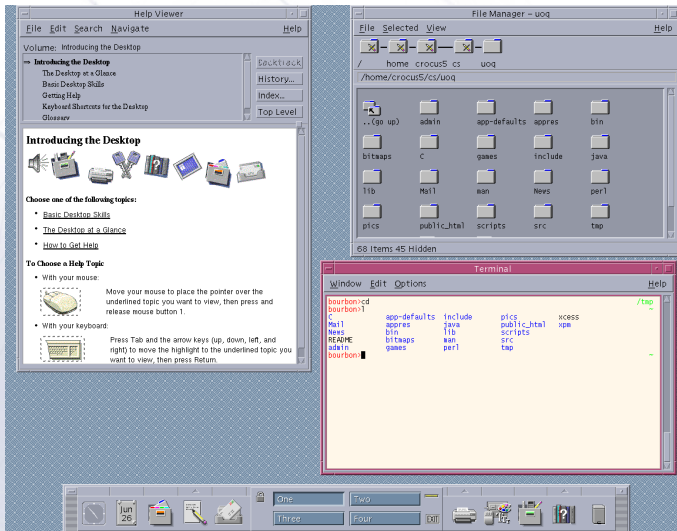 Help Viewer
File Edit Search Navigate Help
Volume: Introducing the Desktop
⇒ Introducing the Desktop
The Desktop at a Glance
Basic Desktop Skills
Getting Help
Keyboard Shortcuts for the Desktop
Glossary
Backtrack
History...
Index...
Top Level
Introducing the Desktop
Choose one of the following topics:
• Basic Desktop Skills
• The Desktop at a Glance
• How to Get Help
To Choose a Help Topic
• With your mouse:
Move your mouse to place the pointer over the
underlined topic you want to view, then press and
release mouse button 1.
• With your keyboard:
Press Tab and the arrow keys (up, down, left, and
right) to move the highlight to the underlined topic you
want to view, then press Return.
File Manager - uog
File Selected View Help
/ home crocus5 cs uog
/home/crocus5/cs/uog
..(go up) admin app-defaults appres bin
bitmaps C games include java
lib Mail man News perl
pics public_html scripts src tmp
68 Items 45 Hidden
Terminal
Window Edit Options Help
bourbon>cd /tmp
bourbon>l ~
C app-defaults include pics xcess
Mail appres java public_html xpm
News bin lib scripts
README bitmaps man src
admin games perl tmp
bourbon> ~
Jun
26
One Two
Three Four
EXIT